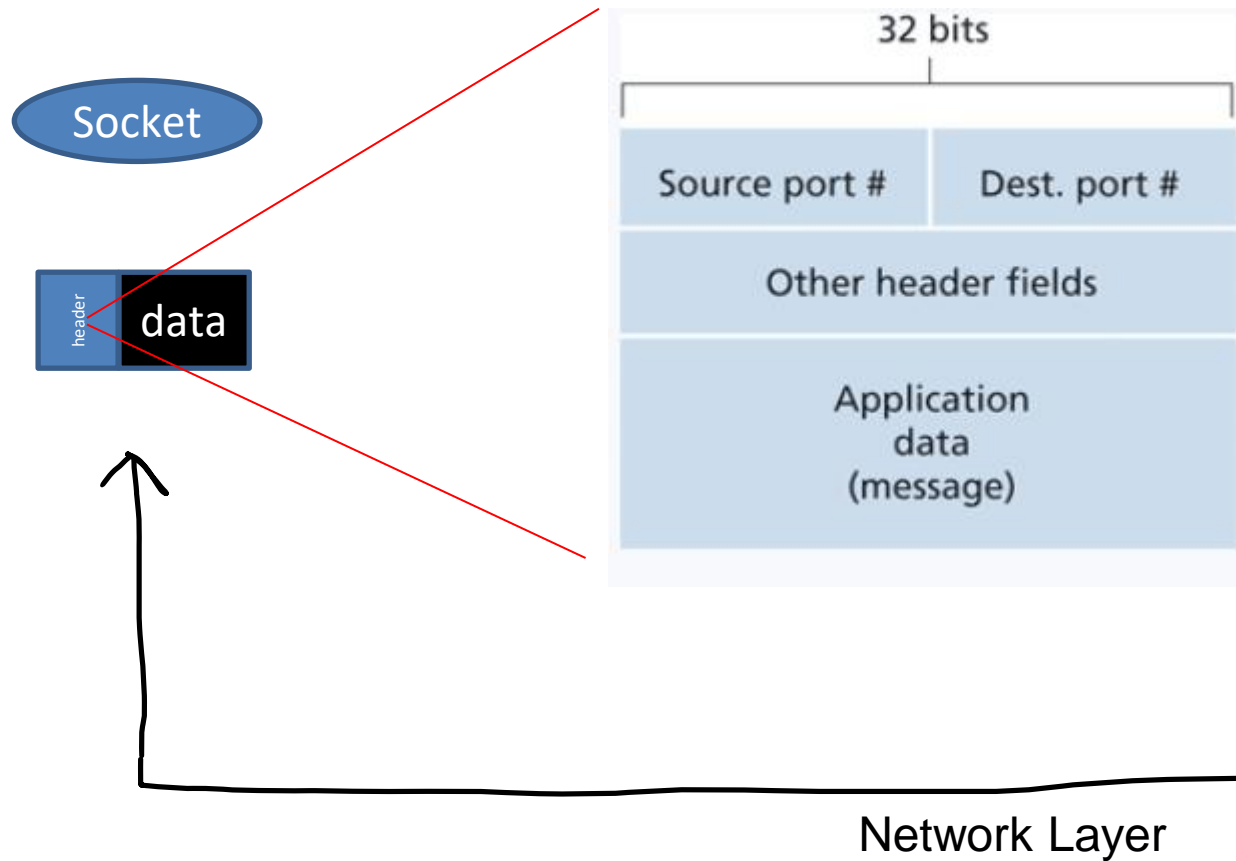 32 bits
Socket
Source port #
Dest. port #
Other header fields
header
data
Application
data
(message)
Network Layer